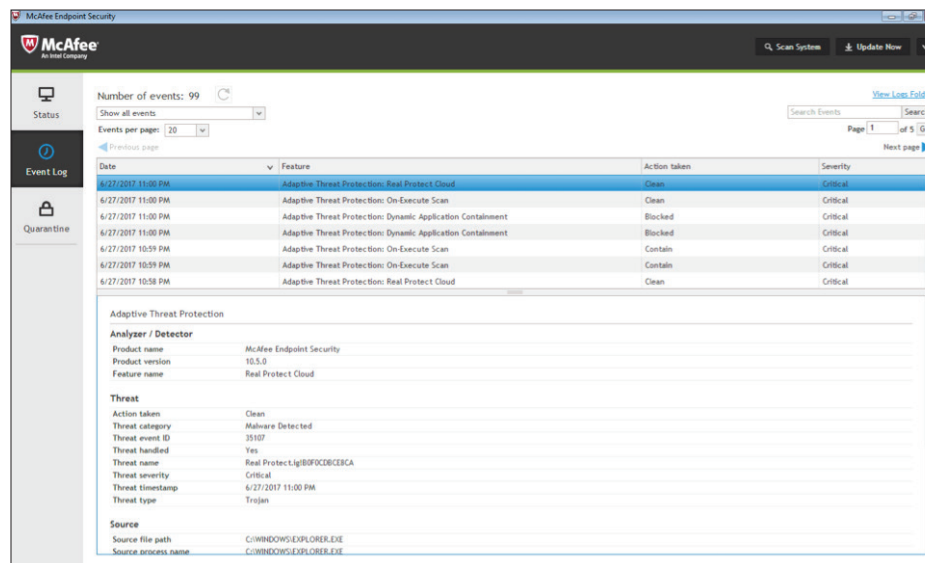 McAfee Endpoint Security
McAfee
An Intel Company
Scan System Update Now
Status
Event Log
Quarantine
Number of events: 99
View Logs Fold
Show all events
Search Events Searc
Events per page: 20
Page 1 of 5 G
Previous page Next page
Date Feature Action taken Severity
6/27/2017 11:00 PM Adaptive Threat Protection: Real Protect Cloud Clean Critical
6/27/2017 11:00 PM Adaptive Threat Protection: On-Execute Scan Clean Critical
6/27/2017 11:00 PM Adaptive Threat Protection: Dynamic Application Containment Blocked Critical
6/27/2017 11:00 PM Adaptive Threat Protection: Dynamic Application Containment Blocked Critical
6/27/2017 10:59 PM Adaptive Threat Protection: On-Execute Scan Contain Critical
6/27/2017 10:59 PM Adaptive Threat Protection: On-Execute Scan Contain Critical
6/27/2017 10:58 PM Adaptive Threat Protection: Real Protect Cloud Clean Critical
Adaptive Threat Protection
Analyzer / Detector
Product name McAfee Endpoint Security
Product version 10.5.0
Feature name Real Protect Cloud
Threat
Action taken Clean
Threat category Malware Detected
Threat event ID 35107
Threat handled Yes
Threat name Real Protect.ig!B0F0CDBCE8CA
Threat severity Critical
Threat timestamp 6/27/2017 11:00 PM
Threat type Trojan
Source
Source file path C:\WINDOWS\EXPLORER.EXE
Source process name C:\WINDOWS\EXPLORER.EXE